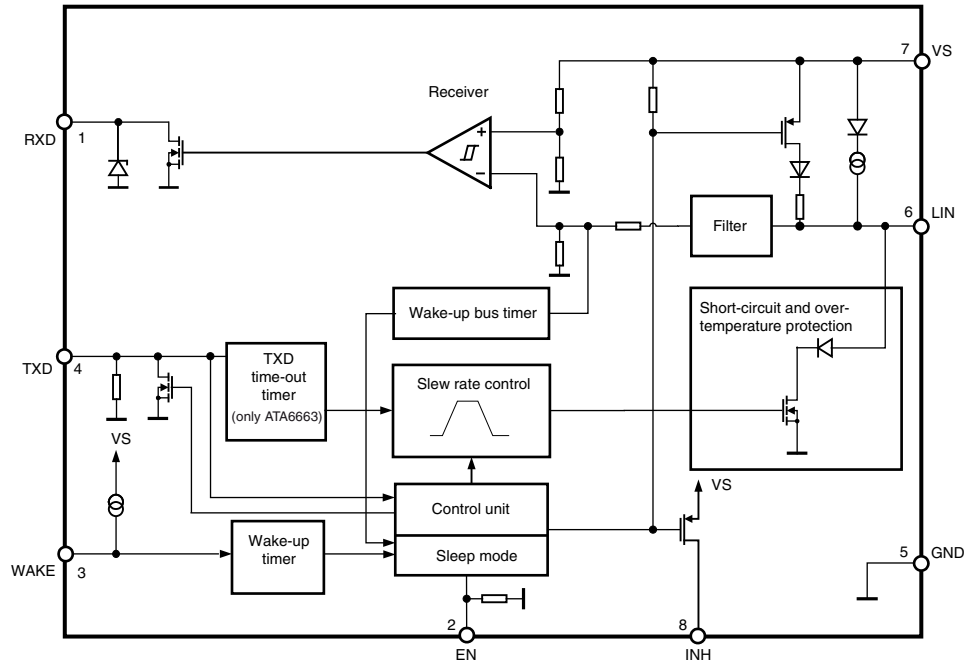 7
VS
Receiver
RXD
1
+
−
6
LIN
Filter
Short-circuit and over-
temperature protection
Wake-up bus timer
TXD
4
TXD
time-out
timer
(only ATA6663)
Slew rate control
VS
VS
Control unit
Wake-up
timer
Sleep mode
WAKE
3
5
GND
2
EN
8
INH